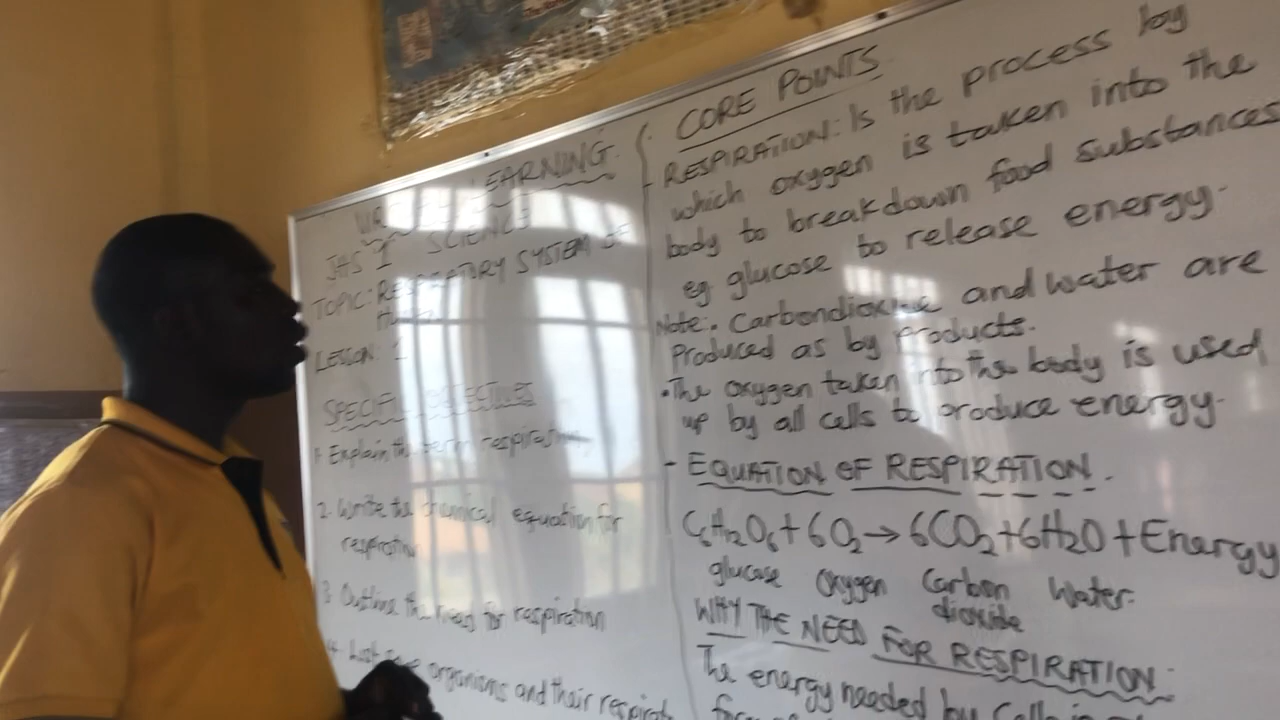 LEARNING.
JHS 1 SCIENCE
TOPIC: RESPIRATORY SYSTEM OF
LESSON: 1
SPECIFIC OBJECTIVES
1. Explain the term respiration
2. Write the chemical equation for
respiration
3. Outline the need for respiration
4. List some organisms and their respirato
CORE POINTS
- RESPIRATION: Is the process by
which oxygen is taken into the
body to breakdown food substances
eg glucose to release energy.
Note: Carbondioxide and water are
Produced as by products.
• The oxygen taken into the body is used
up by all cells to produce energy.
- EQUATION OF RESPIRATION.
C6H12O6 + 6O2 → 6CO2 + 6H2O + Energy
glucose Oxygen Carbon Water.
dioxide
WHY THE NEED FOR RESPIRATION.
The energy needed by Cells